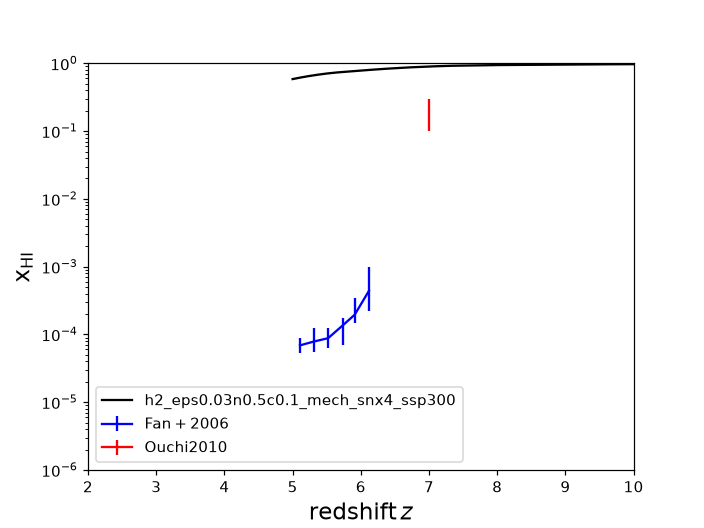 10⁰
10⁻¹
10⁻²
10⁻³
10⁻⁴
10⁻⁵
10⁻⁶
x_HI
h2_eps0.03n0.5c0.1_mech_snx4_ssp300
Fan + 2006
Ouchi2010
2 3 4 5 6 7 8 9 10
redshift z